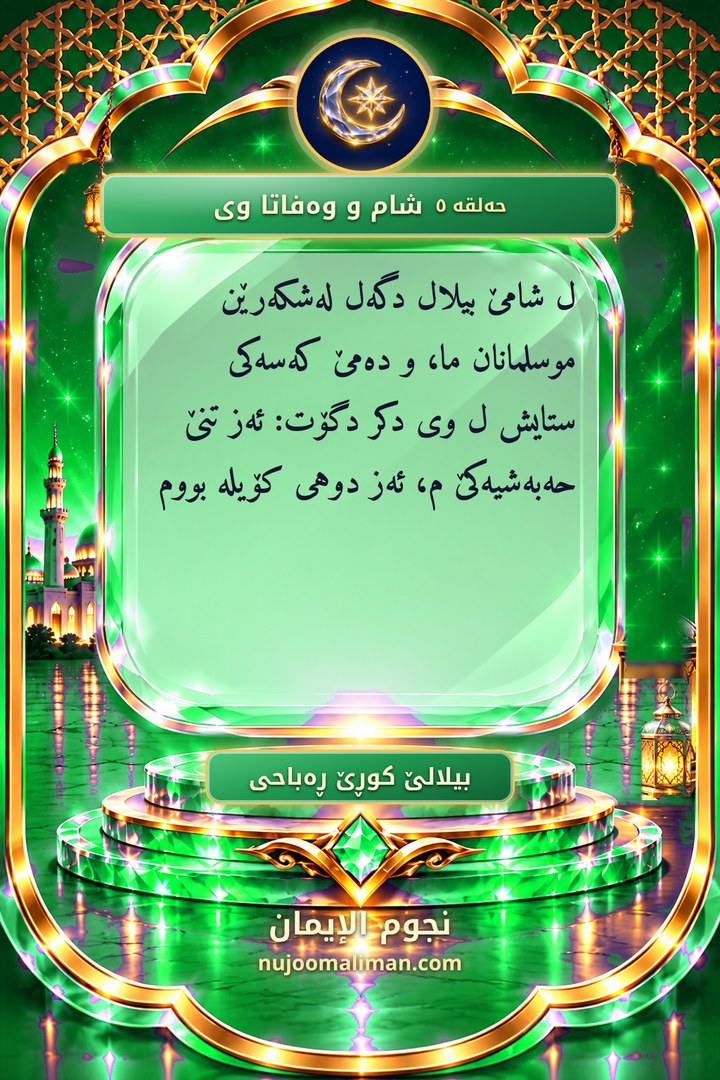 حەلقە ٥ شام و وەفاتا وی
ل شامێ بیلال دگەل لەشکەرێن
موسلمانان ما، و دەمێ کەسەکی
ستایش ل وی دکر دگۆت: ئەز تنێ
حەبەشیەکێ م، ئەز دوهی کۆیلە بووم
بیلالێ کوڕێ ڕەباحی
نجوم الإيمان
nujoomaliman.com